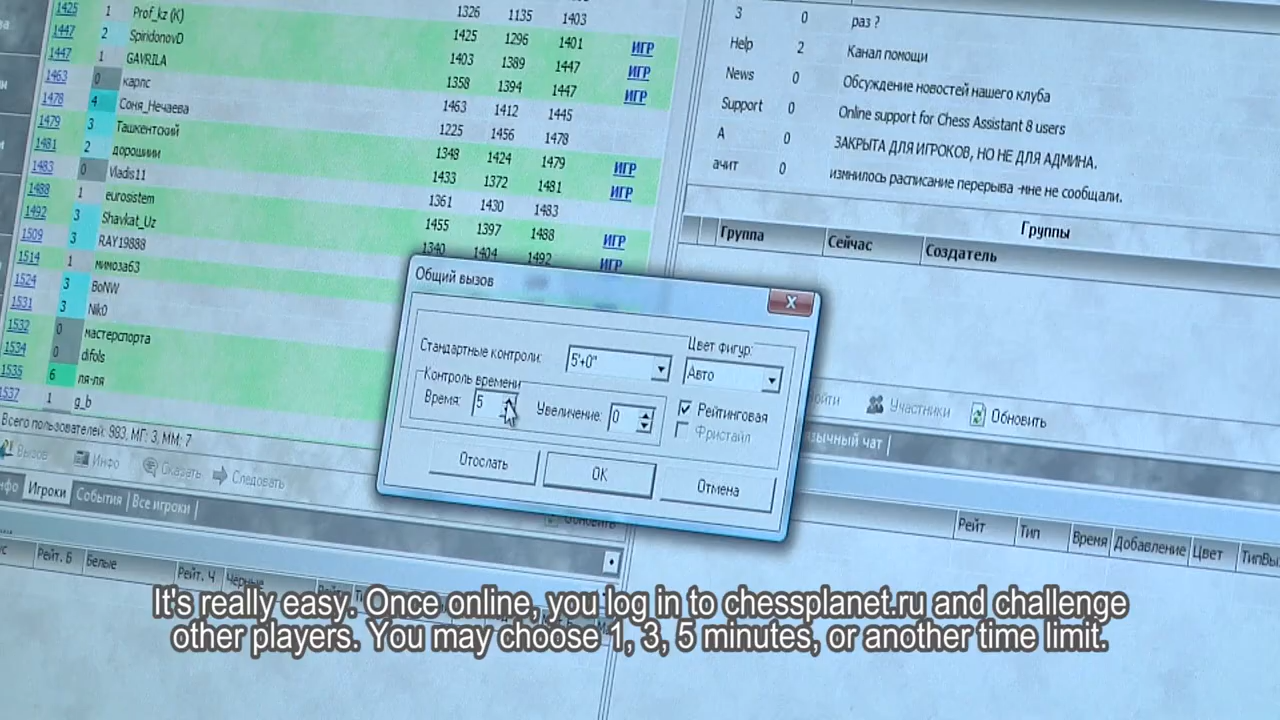 1425 1 Prof_kz (К) 1326 1135 1403
1447 2 SpiridonovD 1425 1296 1401 ИГР
1447 1 GAVRILA 1403 1389 1447 ИГР
1463 0 карпс 1358 1394 1447 ИГР
1478 4 Соня_Нечаева 1463 1412 1445
1479 3 Ташкентский 1225 1456 1478
1481 2 дорошиии 1348 1424 1479 ИГР
1483 0 Vladis11 1433 1372 1481 ИГР
1488 1 eurosistem 1361 1430 1483
1492 3 Shavkat_Uz 1455 1397 1488 ИГР
1509 3 RAY19888 1340 1404 1492 ИГР
1514 1 мимоза63
1524 3 BoNW
1531 3 Nik0
1532 0 мастерспорта
1534 0 difols
1535 6 ля-ля
1537 1 g_b
Всего пользователей: 983, МГ: 3, ММ: 7
Вызов Инфо Сказать Следовать
Игроки События Все игроки
Рейт. Б Белые Рейт. Ч Черные
3 0 раз ?
Help 2 Канал помощи
News 0 Обсуждение новостей нашего клуба
Support 0 Online support for Chess Assistant 8 users
А 0 ЗАКРЫТА ДЛЯ ИГРОКОВ, НО НЕ ДЛЯ АДМИНА.
ачит 0 измнилось расписание перерыва -мне не сообщали.
Группы
Группа Сейчас Создатель
Участники Обновить
чат
Рейт Тип Время Добавление Цвет
Общий вызов
X
Стандартные контроли: 5'+0"
Цвет фигур:
Авто
Контроль времени
Время: 5 Увеличение: 0
Рейтинговая
Фристайл
Отослать OK Отмена
Обновить
It's really easy. Once online, you log in to chessplanet.ru and challenge
other players. You may choose 1, 3, 5 minutes, or another time limit.